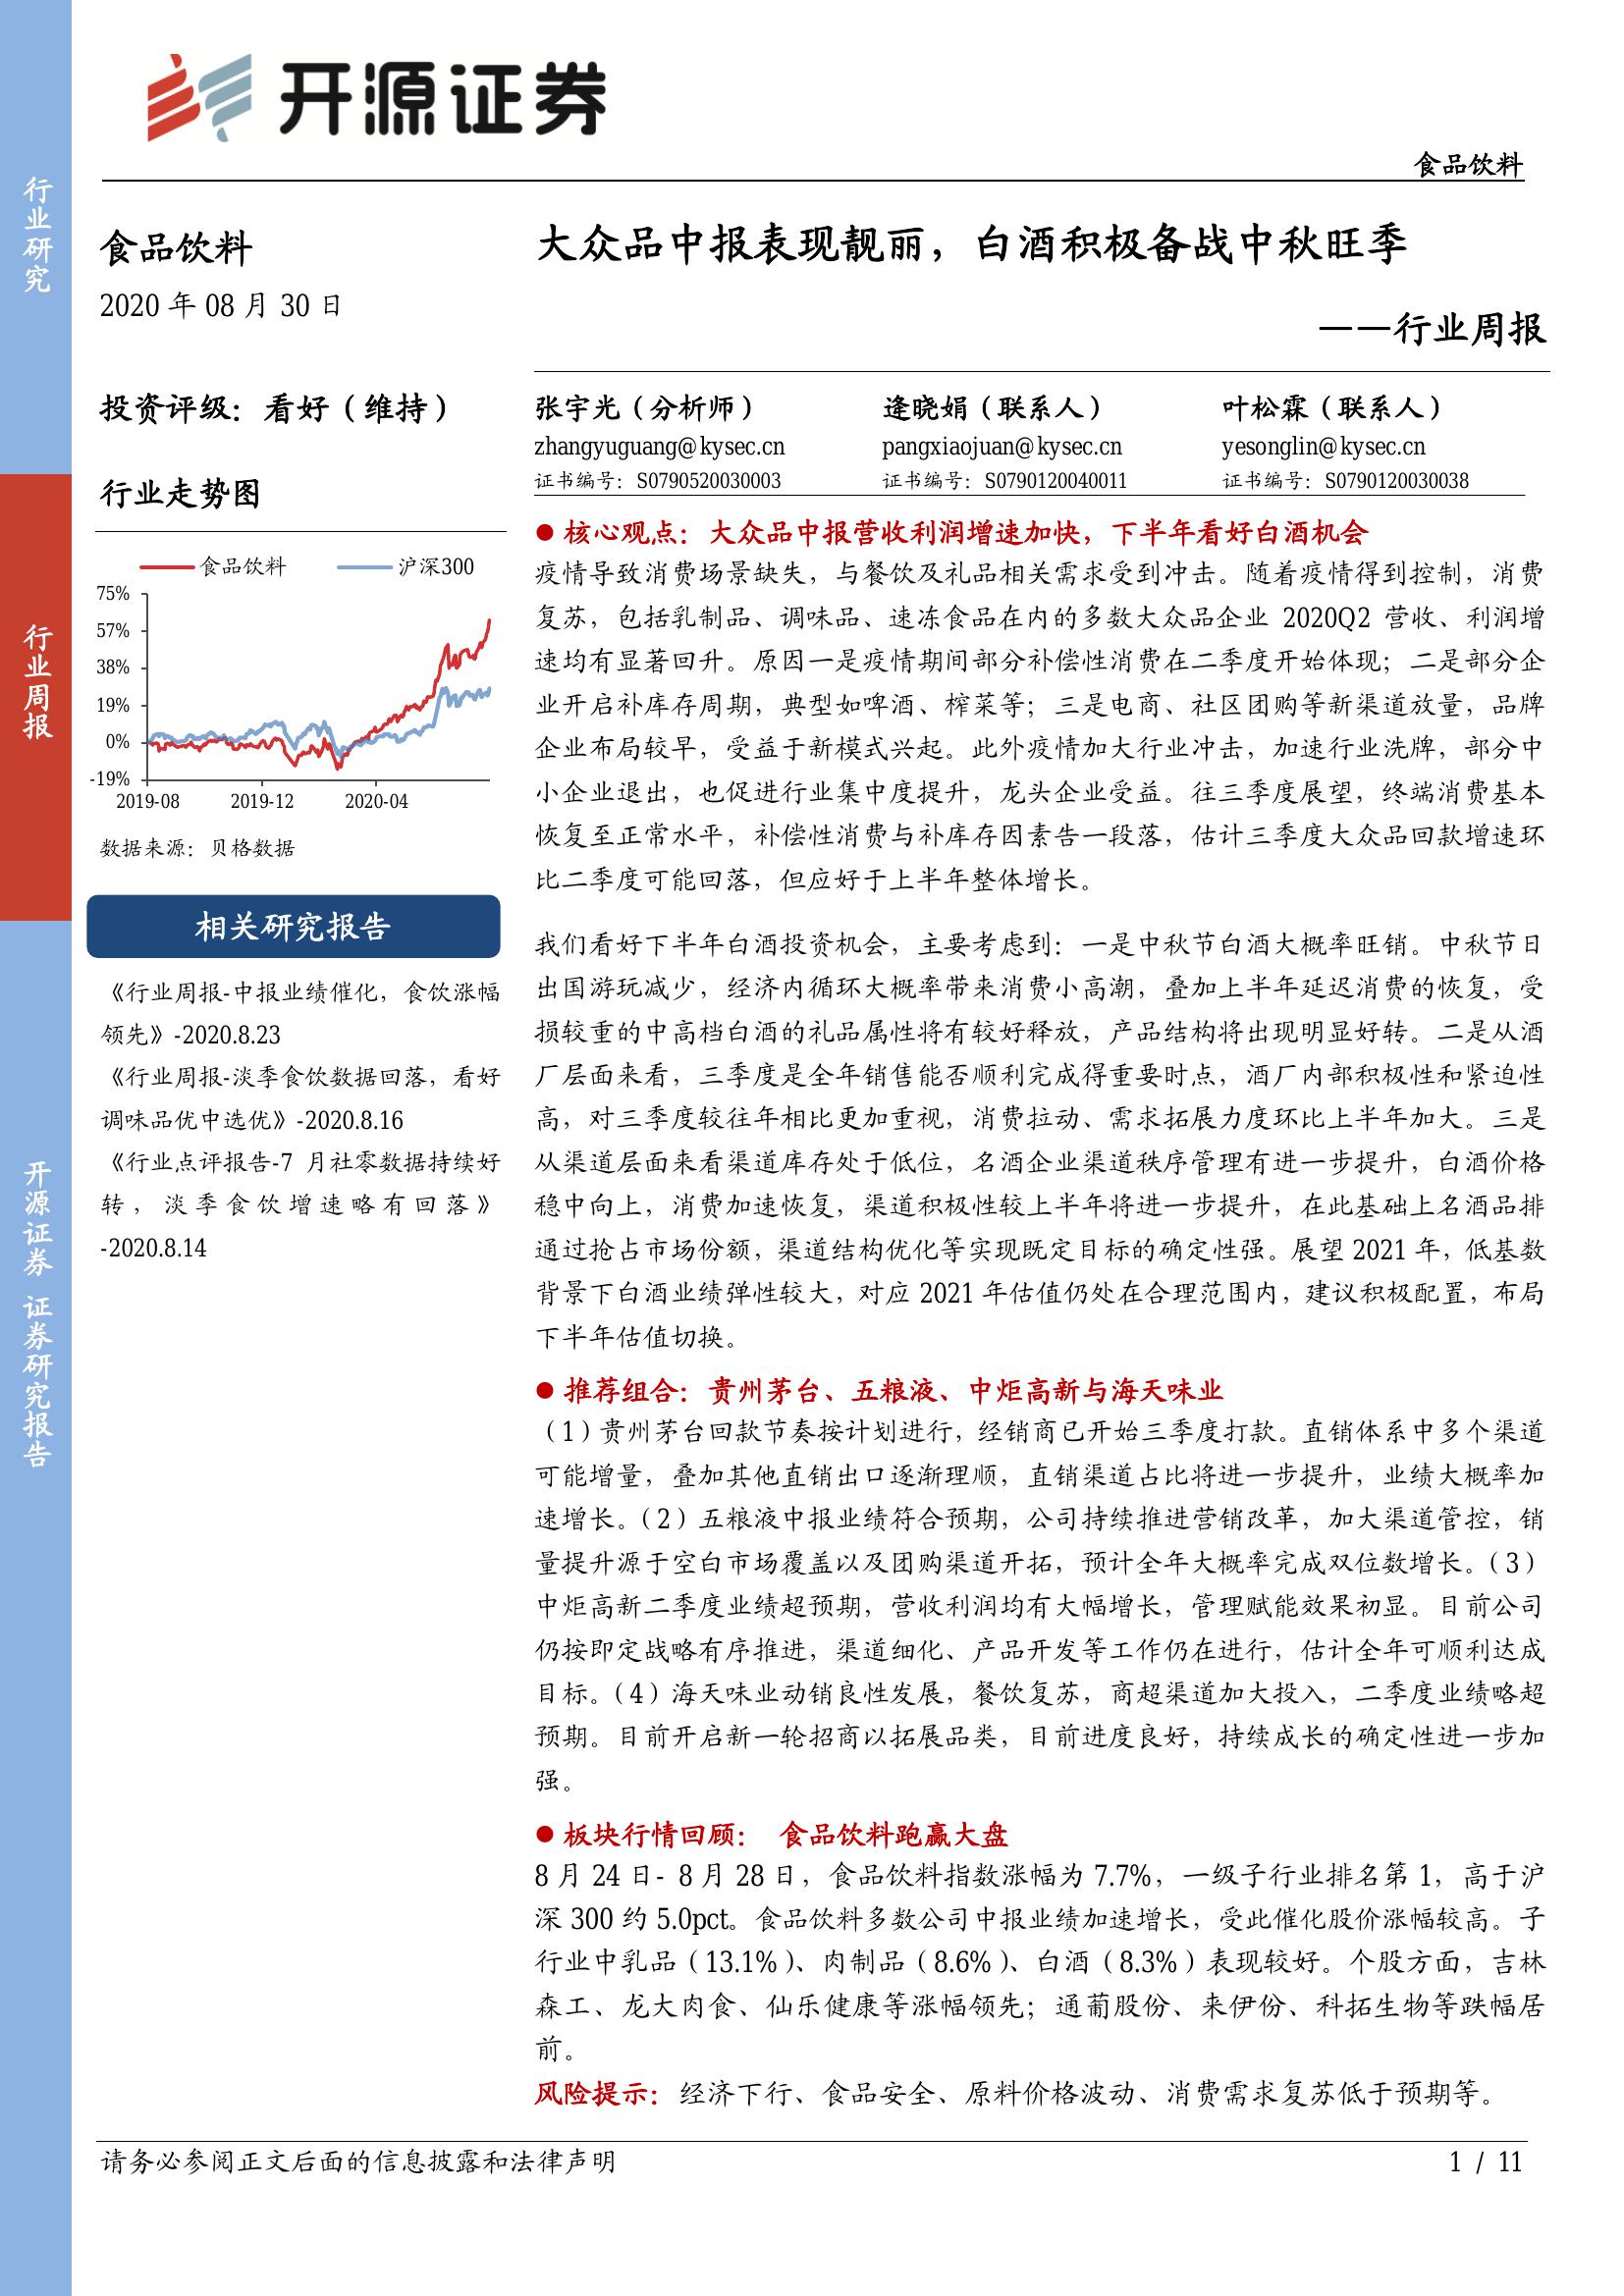 开源证券
食品饮料
行业研究
行业周报
开源证券 证券研究报告
食品饮料
2020 年 08 月 30 日
投资评级：看好（维持）
行业走势图
食品饮料
沪深300
75%
57%
38%
19%
0%
-19%
2019-08
2019-12
2020-04
数据来源：贝格数据
相关研究报告
《行业周报-中报业绩催化，食饮涨幅
领先》-2020.8.23
《行业周报-淡季食饮数据回落，看好
调味品优中选优》-2020.8.16
《行业点评报告-7 月社零数据持续好
转，淡季食饮增速略有回落》
-2020.8.14
大众品中报表现靓丽，白酒积极备战中秋旺季
——行业周报
张宇光（分析师）
逄晓娟（联系人）
叶松霖（联系人）
zhangyuguang@kysec.cn
pangxiaojuan@kysec.cn
yesonglin@kysec.cn
证书编号：S0790520030003
证书编号：S0790120040011
证书编号：S0790120030038
● 核心观点：大众品中报营收利润增速加快，下半年看好白酒机会
疫情导致消费场景缺失，与餐饮及礼品相关需求受到冲击。随着疫情得到控制，消费
复苏，包括乳制品、调味品、速冻食品在内的多数大众品企业 2020Q2 营收、利润增
速均有显著回升。原因一是疫情期间部分补偿性消费在二季度开始体现；二是部分企
业开启补库存周期，典型如啤酒、榨菜等；三是电商、社区团购等新渠道放量，品牌
企业布局较早，受益于新模式兴起。此外疫情加大行业冲击，加速行业洗牌，部分中
小企业退出，也促进行业集中度提升，龙头企业受益。往三季度展望，终端消费基本
恢复至正常水平，补偿性消费与补库存因素告一段落，估计三季度大众品回款增速环
比二季度可能回落，但应好于上半年整体增长。
我们看好下半年白酒投资机会，主要考虑到：一是中秋节白酒大概率旺销。中秋节日
出国游玩减少，经济内循环大概率带来消费小高潮，叠加上半年延迟消费的恢复，受
损较重的中高档白酒的礼品属性将有较好释放，产品结构将出现明显好转。二是从酒
厂层面来看，三季度是全年销售能否顺利完成得重要时点，酒厂内部积极性和紧迫性
高，对三季度较往年相比更加重视，消费拉动、需求拓展力度环比上半年加大。三是
从渠道层面来看渠道库存处于低位，名酒企业渠道秩序管理有进一步提升，白酒价格
稳中向上，消费加速恢复，渠道积极性较上半年将进一步提升，在此基础上名酒品排
通过抢占市场份额，渠道结构优化等实现既定目标的确定性强。展望 2021 年，低基数
背景下白酒业绩弹性较大，对应 2021 年估值仍处在合理范围内，建议积极配置，布局
下半年估值切换。
● 推荐组合：贵州茅台、五粮液、中炬高新与海天味业
（1）贵州茅台回款节奏按计划进行，经销商已开始三季度打款。直销体系中多个渠道
可能增量，叠加其他直销出口逐渐理顺，直销渠道占比将进一步提升，业绩大概率加
速增长。（2）五粮液中报业绩符合预期，公司持续推进营销改革，加大渠道管控，销
量提升源于空白市场覆盖以及团购渠道开拓，预计全年大概率完成双位数增长。（3）
中炬高新二季度业绩超预期，营收利润均有大幅增长，管理赋能效果初显。目前公司
仍按即定战略有序推进，渠道细化、产品开发等工作仍在进行，估计全年可顺利达成
目标。（4）海天味业动销良性发展，餐饮复苏，商超渠道加大投入，二季度业绩略超
预期。目前开启新一轮招商以拓展品类，目前进度良好，持续成长的确定性进一步加
强。
● 板块行情回顾： 食品饮料跑赢大盘
8 月 24 日- 8 月 28 日，食品饮料指数涨幅为 7.7%，一级子行业排名第 1，高于沪
深 300 约 5.0pct。食品饮料多数公司中报业绩加速增长，受此催化股价涨幅较高。子
行业中乳品（13.1%）、肉制品（8.6%）、白酒（8.3%）表现较好。个股方面，吉林
森工、龙大肉食、仙乐健康等涨幅领先；通葡股份、来伊份、科拓生物等跌幅居
前。
风险提示：经济下行、食品安全、原料价格波动、消费需求复苏低于预期等。
请务必参阅正文后面的信息披露和法律声明
1 / 11